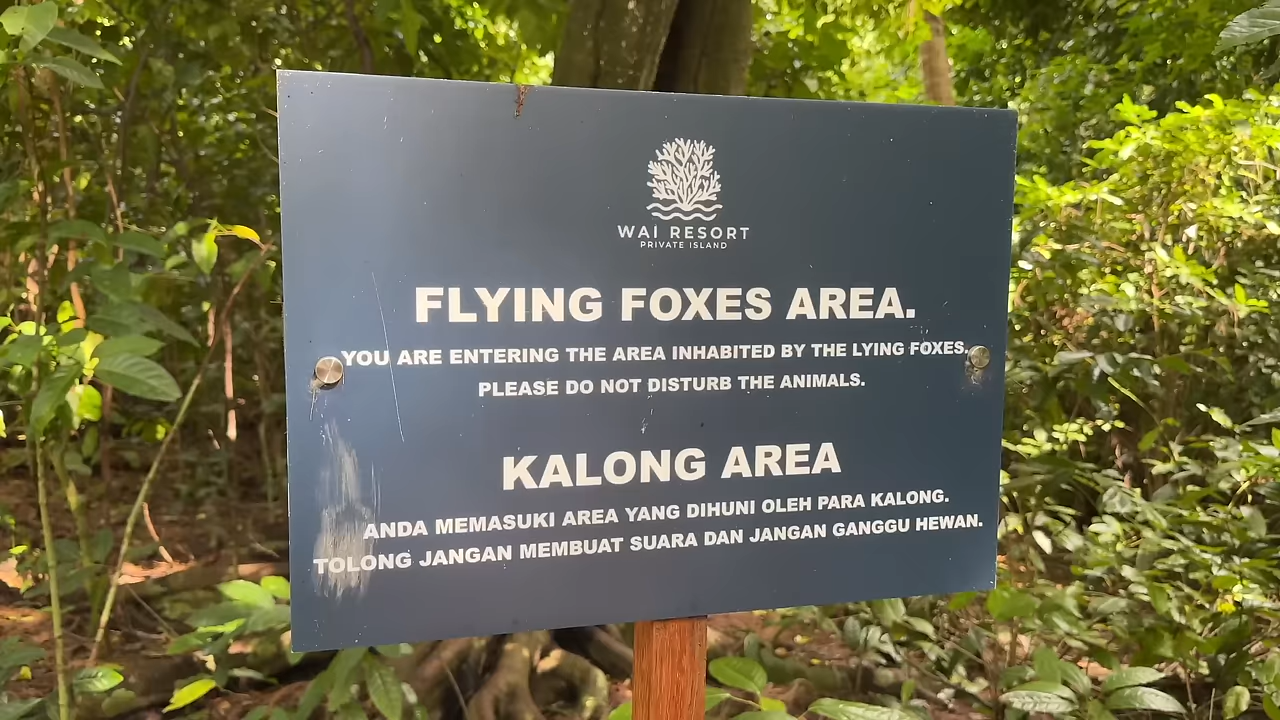 WAI RESORT
PRIVATE ISLAND
FLYING FOXES AREA.
YOU ARE ENTERING THE AREA INHABITED BY THE LYING FOXES.
PLEASE DO NOT DISTURB THE ANIMALS.
KALONG AREA
ANDA MEMASUKI AREA YANG DIHUNI OLEH PARA KALONG.
TOLONG JANGAN MEMBUAT SUARA DAN JANGAN GANGGU HEWAN.